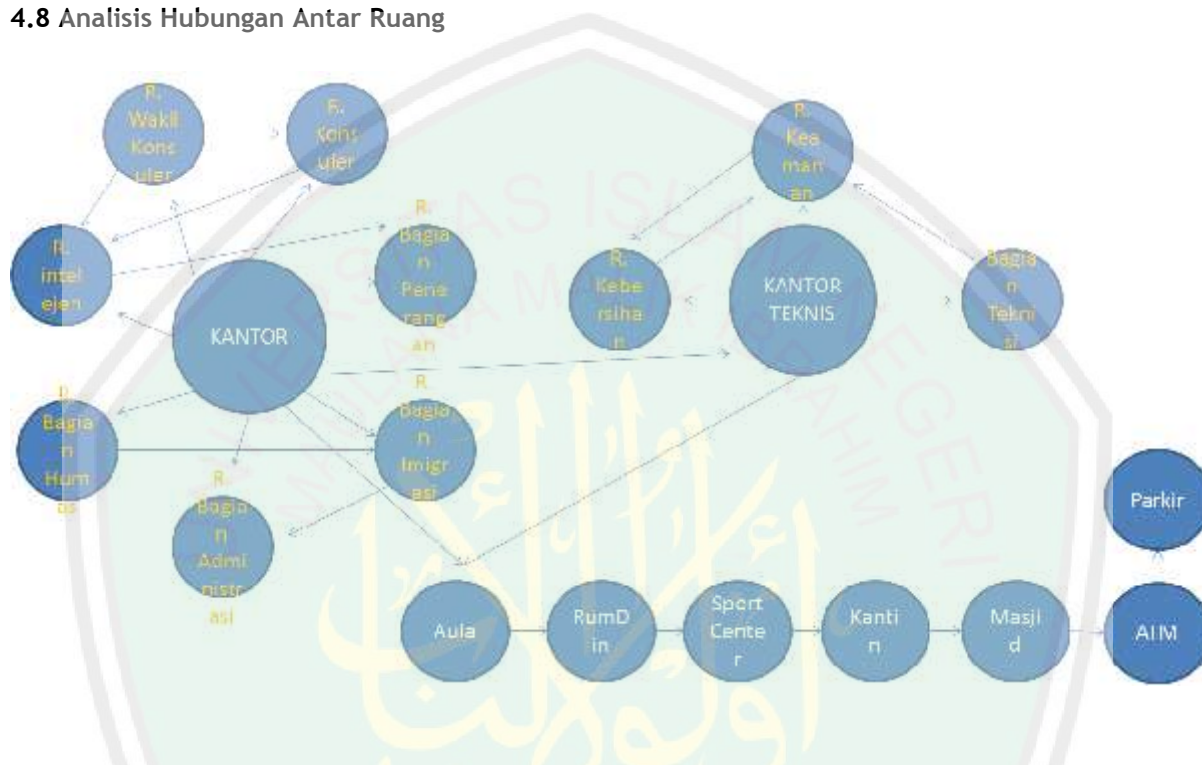 4.8 Analisis Hubungan Antar Ruang
R.
Wakil
Kons
uler
R.
Kons
uler
R.
Kea
man
an
R.
intel
ejen
R.
Bagia
n
Pene
rang
an
R.
Kebe
rsiha
n
KANTOR
TEKNIS
Bagia
n
Tekni
si
KANTOR
R.
Bagia
n
Hum
as
R.
Bagia
n
Imigr
asi
R.
Bagia
n
Admi
nistr
asi
Parkir
Aula
RumD
in
Sport
Cente
r
Kanti
n
Masji
d
ATM